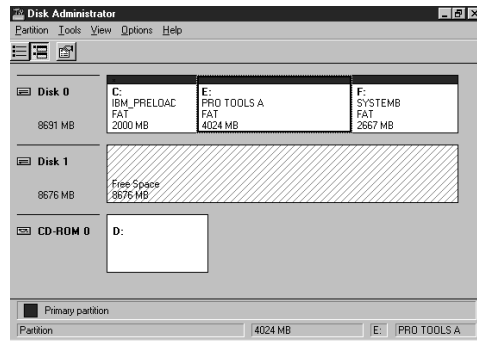 Disk Administrator
Partition Tools View Options Help
Disk 0
8691 MB
C:
IBM_PRELOAD
FAT
2000 MB
E:
PRO TOOLS A
FAT
4024 MB
F:
SYSTEMB
FAT
2667 MB
Disk 1
8676 MB
Free Space
8676 MB
CD-ROM 0
D:
Primary partition
Partition 4024 MB E: PRO TOOLS A